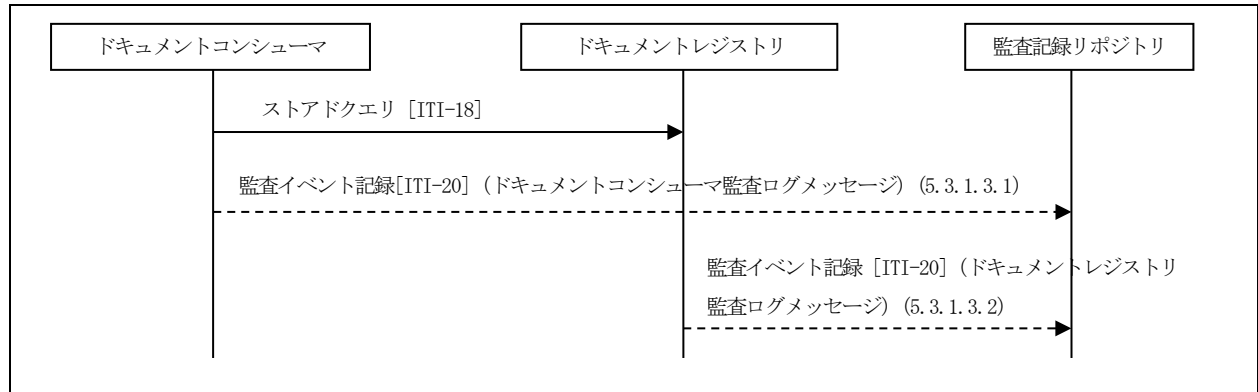 ドキュメントコンシューマ
ドキュメントレジストリ
監査記録リポジトリ
ストアドクエリ [ITI-18]
監査イベント記録[ITI-20] (ドキュメントコンシューマ監査ログメッセージ) (5.3.1.3.1)
監査イベント記録 [ITI-20] (ドキュメントレジストリ
監査ログメッセージ) (5.3.1.3.2)